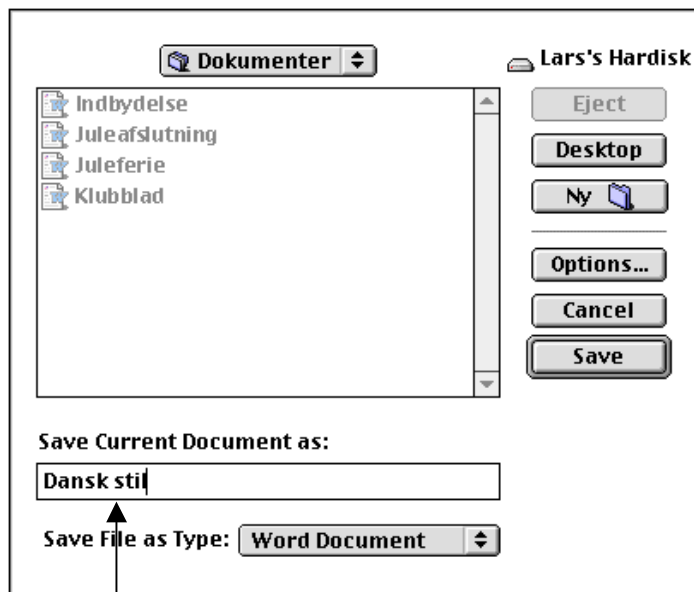 Dokumenter
Lars's Hardisk
Indbydelse
Juleafslutning
Juleferie
Klubblad
Eject
Desktop
Ny
Options...
Cancel
Save
Save Current Document as:
Dansk stil
Save File as Type: Word Document